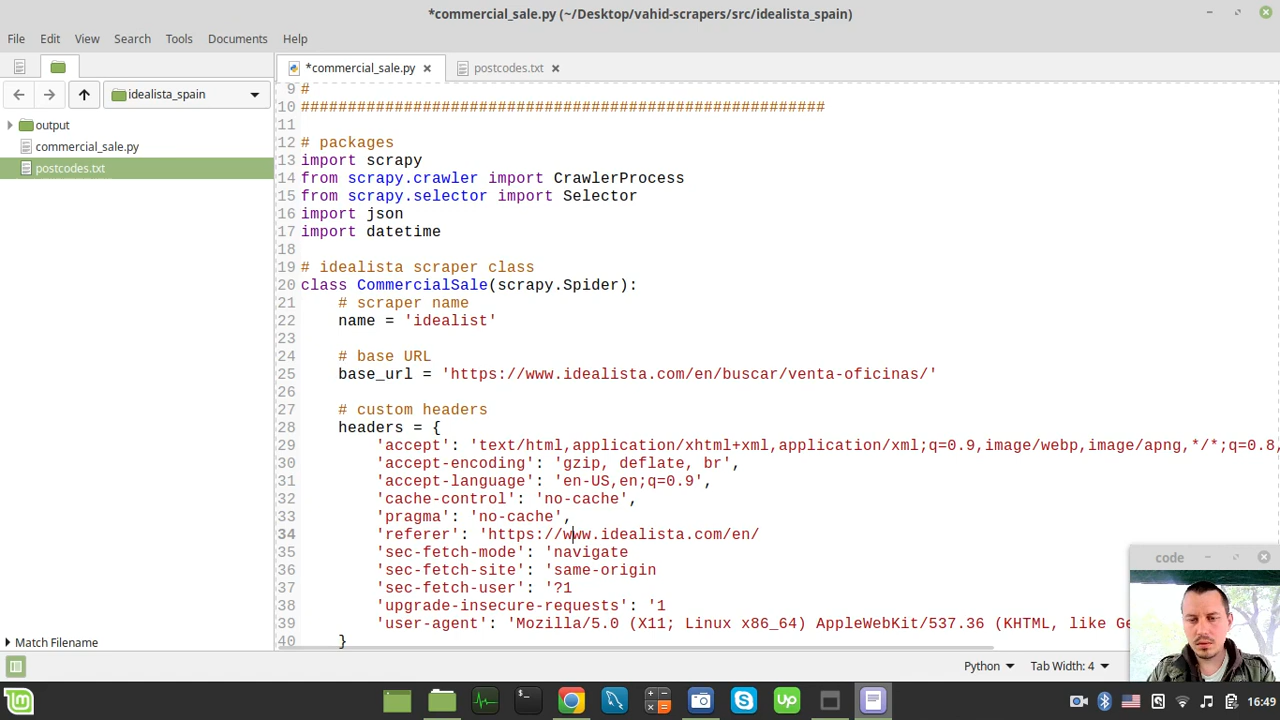 *commercial_sale.py (~/Desktop/vahid-scrapers/src/idealista_spain)
File Edit View Search Tools Documents Help
*commercial_sale.py
postcodes.txt
idealista_spain
output
commercial_sale.py
postcodes.txt
9 #
10 ########################################################
11
12 # packages
13 import scrapy
14 from scrapy.crawler import CrawlerProcess
15 from scrapy.selector import Selector
16 import json
17 import datetime
18
19 # idealista scraper class
20 class CommercialSale(scrapy.Spider):
21 # scraper name
22 name = 'idealist'
23
24 # base URL
25 base_url = 'https://www.idealista.com/en/buscar/venta-oficinas/'
26
27 # custom headers
28 headers = {
29 'accept': 'text/html,application/xhtml+xml,application/xml;q=0.9,image/webp,image/apng,*/*;q=0.8,
30 'accept-encoding': 'gzip, deflate, br',
31 'accept-language': 'en-US,en;q=0.9',
32 'cache-control': 'no-cache',
33 'pragma': 'no-cache',
34 'referer': 'https://www.idealista.com/en/
35 'sec-fetch-mode': 'navigate
36 'sec-fetch-site': 'same-origin
37 'sec-fetch-user': '?1
38 'upgrade-insecure-requests': '1
39 'user-agent': 'Mozilla/5.0 (X11; Linux x86_64) AppleWebKit/537.36 (KHTML, like Ge
40 }
code
Match Filename
Python
Tab Width: 4
16:49